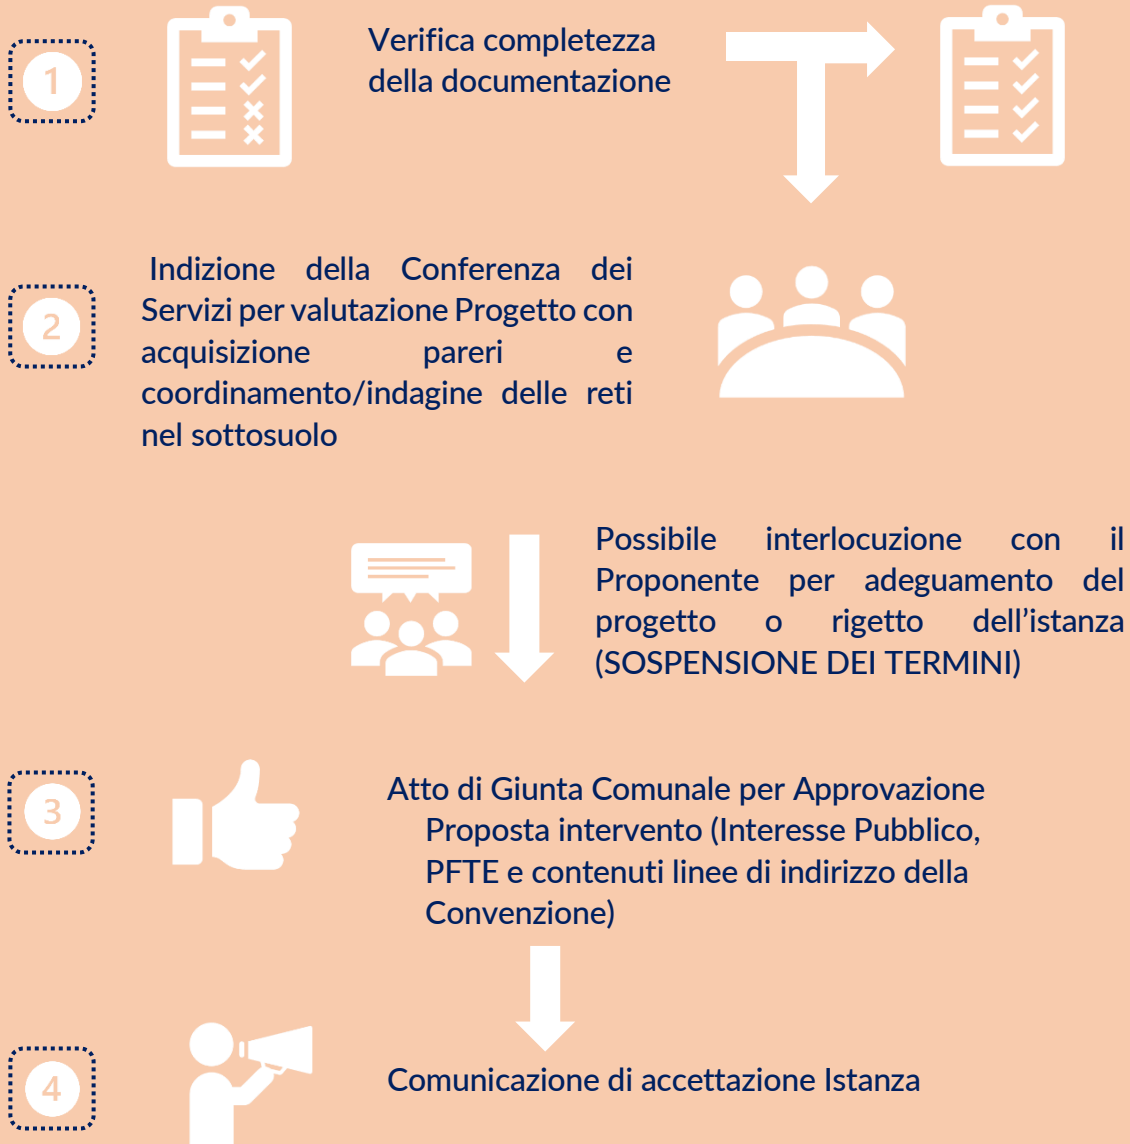 1
Verifica completezza
della documentazione
2
Indizione della Conferenza dei
Servizi per valutazione Progetto con
acquisizione pareri e
coordinamento/indagine delle reti
nel sottosuolo
Possibile interlocuzione con il
Proponente per adeguamento del
progetto o rigetto dell’istanza
(SOSPENSIONE DEI TERMINI)
3
Atto di Giunta Comunale per Approvazione
Proposta intervento (Interesse Pubblico,
PFTE e contenuti linee di indirizzo della
Convenzione)
4
Comunicazione di accettazione Istanza